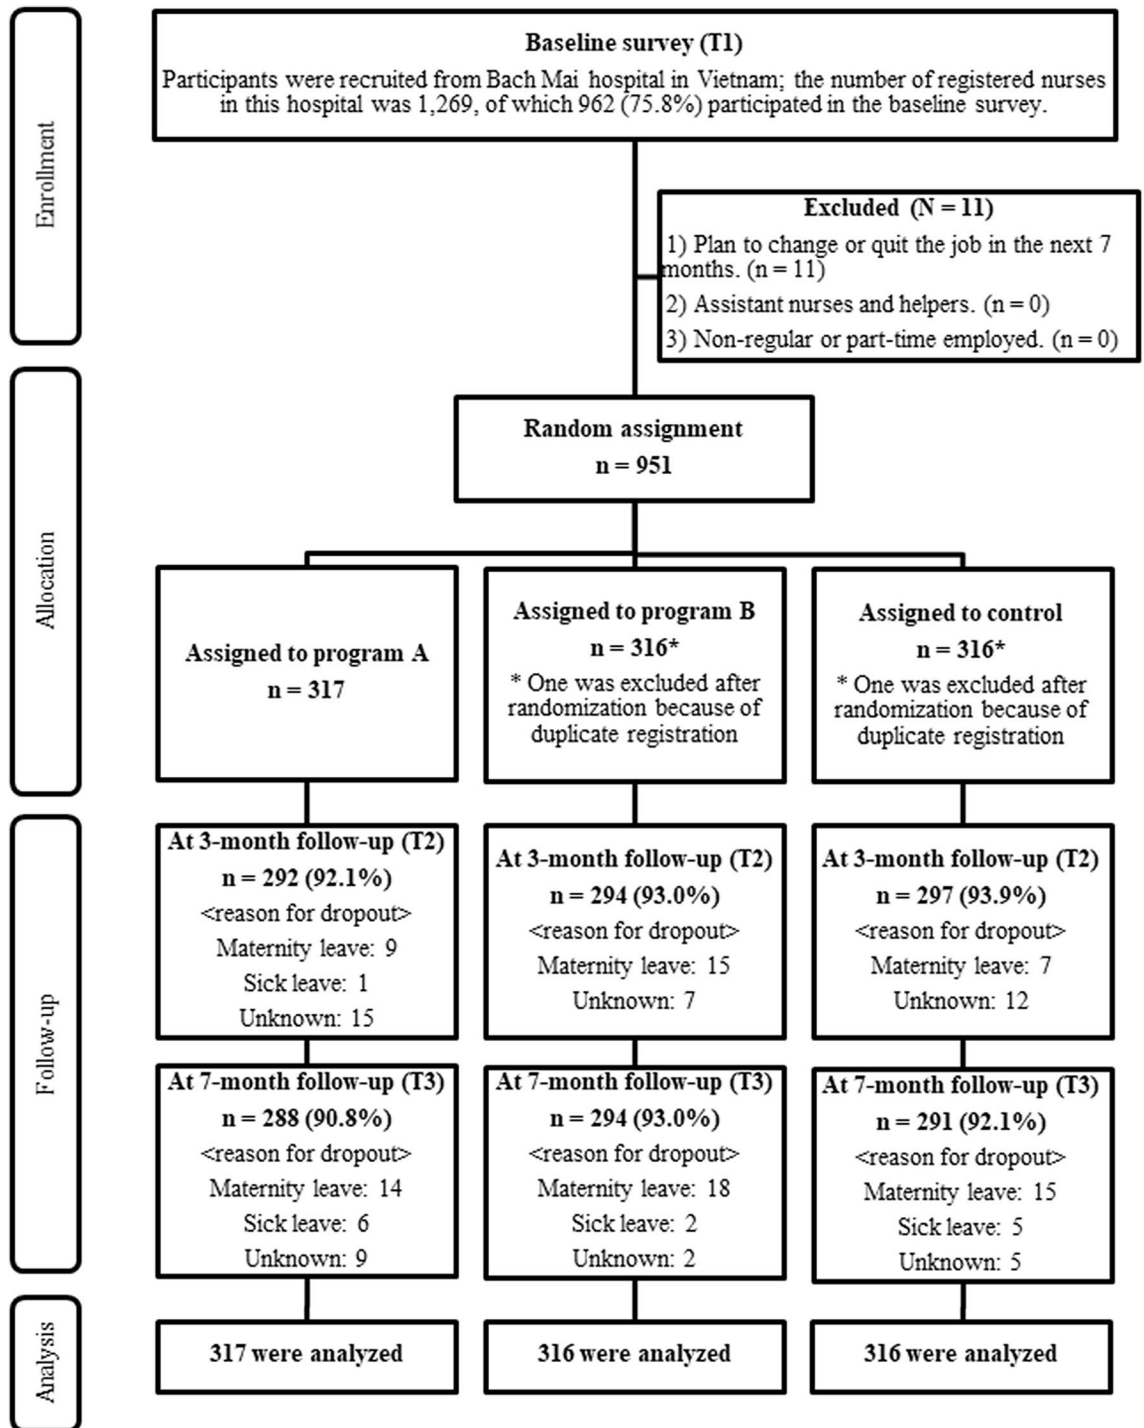 Enrollment
Baseline survey (T1)
Participants were recruited from Bach Mai hospital in Vietnam; the number of registered nurses
in this hospital was 1,269, of which 962 (75.8%) participated in the baseline survey.
Excluded (N = 11)
1) Plan to change or quit the job in the next 7
months. (n = 11)
2) Assistant nurses and helpers. (n = 0)
3) Non-regular or part-time employed. (n = 0)
Allocation
Random assignment
n = 951
Assigned to program A
n = 317
Assigned to program B
n = 316*
* One was excluded after
randomization because of
duplicate registration
Assigned to control
n = 316*
* One was excluded after
randomization because of
duplicate registration
Follow-up
At 3-month follow-up (T2)
n = 292 (92.1%)
<reason for dropout>
Maternity leave: 9
Sick leave: 1
Unknown: 15
At 3-month follow-up (T2)
n = 294 (93.0%)
<reason for dropout>
Maternity leave: 15
Unknown: 7
At 3-month follow-up (T2)
n = 297 (93.9%)
<reason for dropout>
Maternity leave: 7
Unknown: 12
At 7-month follow-up (T3)
n = 288 (90.8%)
<reason for dropout>
Maternity leave: 14
Sick leave: 6
Unknown: 9
At 7-month follow-up (T3)
n = 294 (93.0%)
<reason for dropout>
Maternity leave: 18
Sick leave: 2
Unknown: 2
At 7-month follow-up (T3)
n = 291 (92.1%)
<reason for dropout>
Maternity leave: 15
Sick leave: 5
Unknown: 5
Analysis
317 were analyzed
316 were analyzed
316 were analyzed